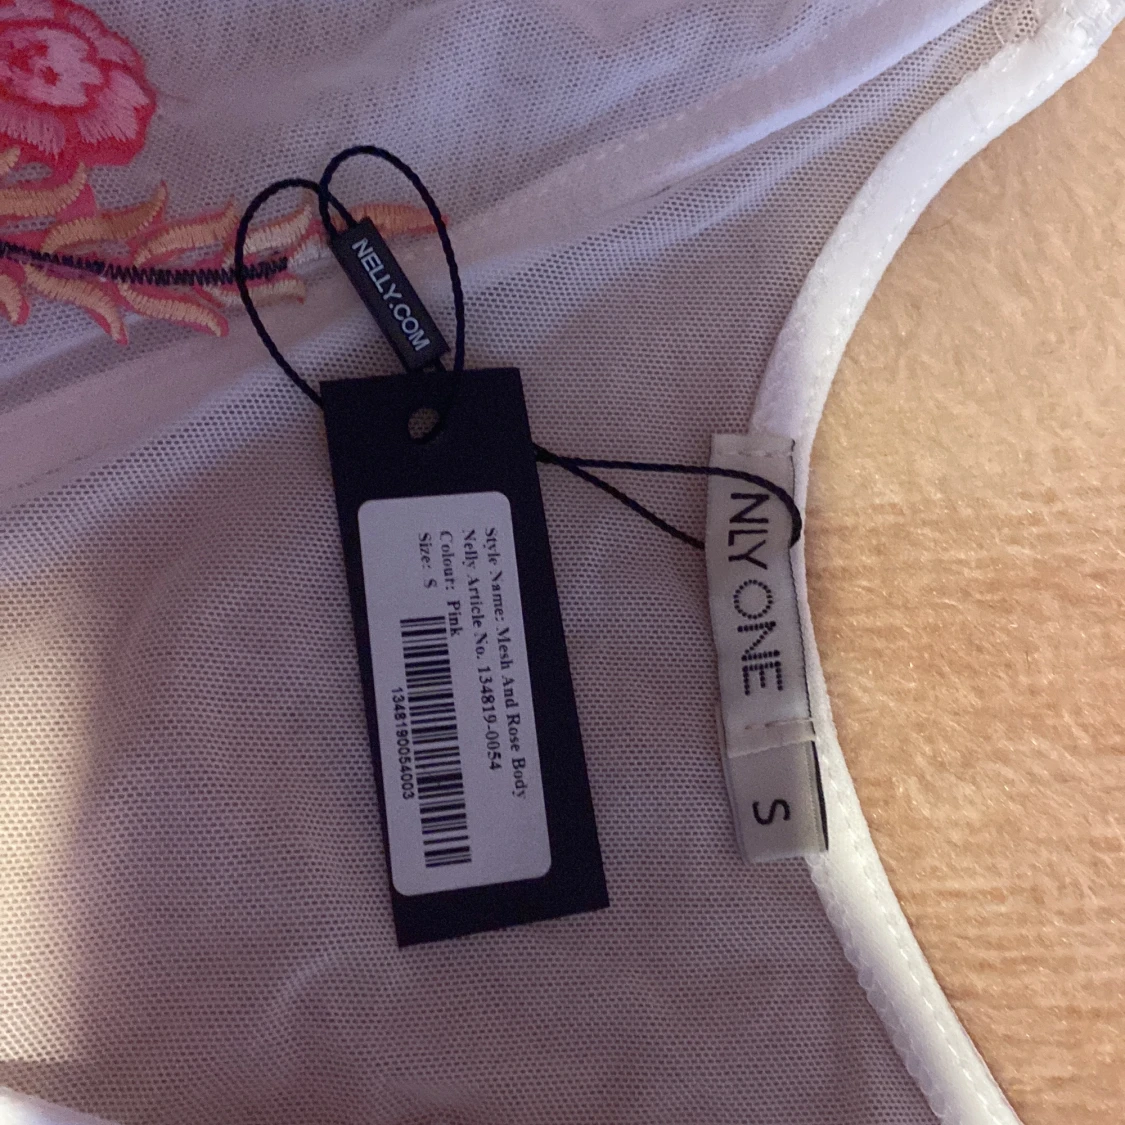 NELLY.COM
Style Name: Mesh And Rose Body
Nelly Article No. 134819-0054
Colour: Pink
Size: S
1348190054003
NLY ONE
S